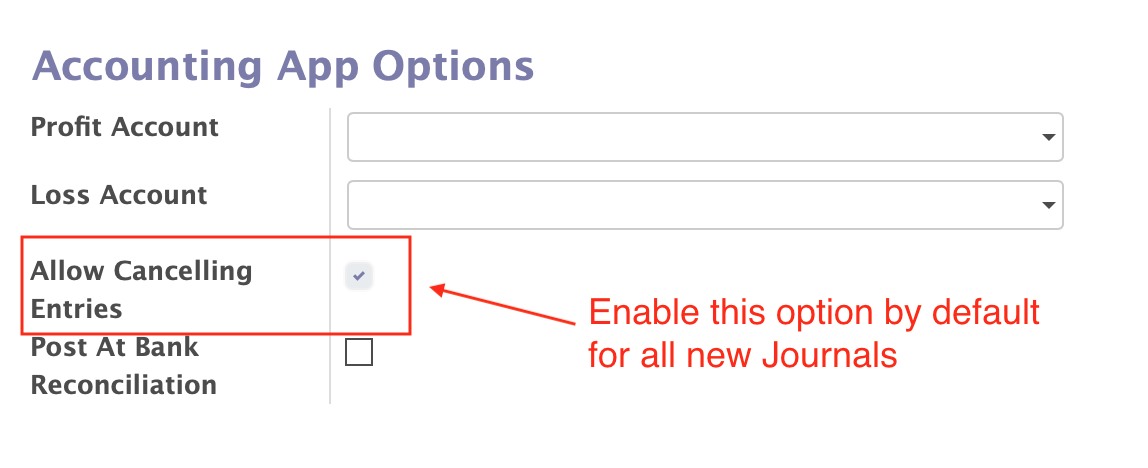 Accounting App Options
Profit Account
Loss Account
Allow Cancelling
Entries
Enable this option by default
for all new Journals
Post At Bank
Reconciliation